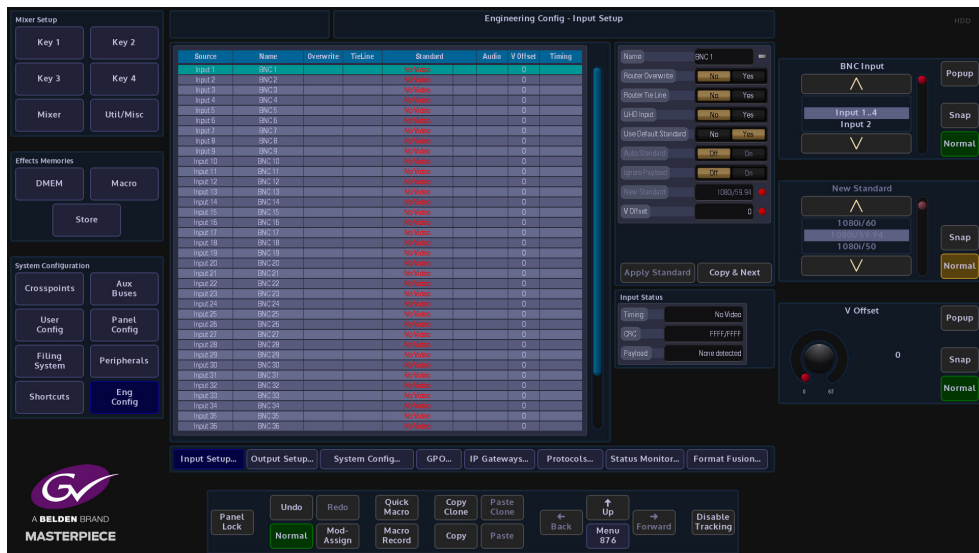 Mixer Setup
Key 1 Key 2
Key 3 Key 4
Mixer Util/Misc
Effects Memories
DMEM Macro
Store
System Configuration
Crosspoints Aux Buses
User Config Panel Config
Filing System Peripherals
Shortcuts Eng Config
GV
A BELDEN BRAND
MASTERPIECE
Engineering Config - Input Setup
HDD
Source Name Overwrite TieLine Standard Audio V Offset Timing
Input 1 BNC 1 No Video 0
Input 2 BNC 2 No Video 0
Input 3 BNC 3 No Video 0
Input 4 BNC 4 No Video 0
Input 5 BNC 5 No Video 0
Input 6 BNC 6 No Video 0
Input 7 BNC 7 No Video 0
Input 8 BNC 8 No Video 0
Input 9 BNC 9 No Video 0
Input 10 BNC 10 No Video 0
Input 11 BNC 11 No Video 0
Input 12 BNC 12 No Video 0
Input 13 BNC 13 No Video 0
Input 14 BNC 14 No Video 0
Input 15 BNC 15 No Video 0
Input 16 BNC 16 No Video 0
Input 17 BNC 17 No Video 0
Input 18 BNC 18 No Video 0
Input 19 BNC 19 No Video 0
Input 20 BNC 20 No Video 0
Input 21 BNC 21 No Video 0
Input 22 BNC 22 No Video 0
Input 23 BNC 23 No Video 0
Input 24 BNC 24 No Video 0
Input 25 BNC 25 No Video 0
Input 26 BNC 26 No Video 0
Input 27 BNC 27 No Video 0
Input 28 BNC 28 No Video 0
Input 29 BNC 29 No Video 0
Input 30 BNC 30 No Video 0
Input 31 BNC 31 No Video 0
Input 32 BNC 32 No Video 0
Input 33 BNC 33 No Video 0
Input 34 BNC 34 No Video 0
Input 35 BNC 35 No Video 0
Input 36 BNC 36 No Video 0
Name BNC 1
Router Overwrite No Yes
Router Tie Line No Yes
UHD Input No Yes
Use Default Standard No Yes
Auto Standard Off On
Ignore Payload Off On
New Standard 1080i/59.94
V Offset 0
Apply Standard Copy & Next
Input Status
Timing No Video
CRC FFFF/FFFF
Payload None detected
BNC Input
Input 1..4
Input 2
Popup
Snap
Normal
New Standard
1080i/60
1080i/59.94
1080i/50
Snap
Normal
V Offset
0
0 63
Popup
Snap
Normal
Input Setup... Output Setup... System Config... GPO... IP Gateways... Protocols... Status Monitor... Format Fusion...
Panel Lock
Undo Redo
Normal Mod-Assign
Quick Macro
Macro Record
Copy Clone Paste Clone
Copy Paste
Up
Back Menu 876 Forward
Disable Tracking